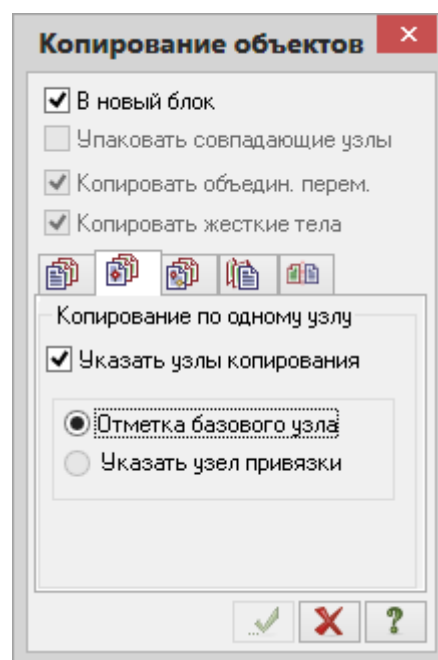 Копирование объектов
В новый блок
Упаковать совпадающие узлы
Копировать объедин. перем.
Копировать жесткие тела
Копирование по одному узлу
Указать узлы копирования
Отметка базового узла
Указать узел привязки